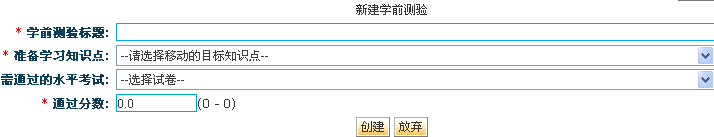 新建学前测验
* 学前测验标题:
* 准备学习知识点: --请选择移动的目标知识点--
需通过的水平考试: --选择试卷--
* 通过分数: 0.0 (0 - 0)
创建 放弃